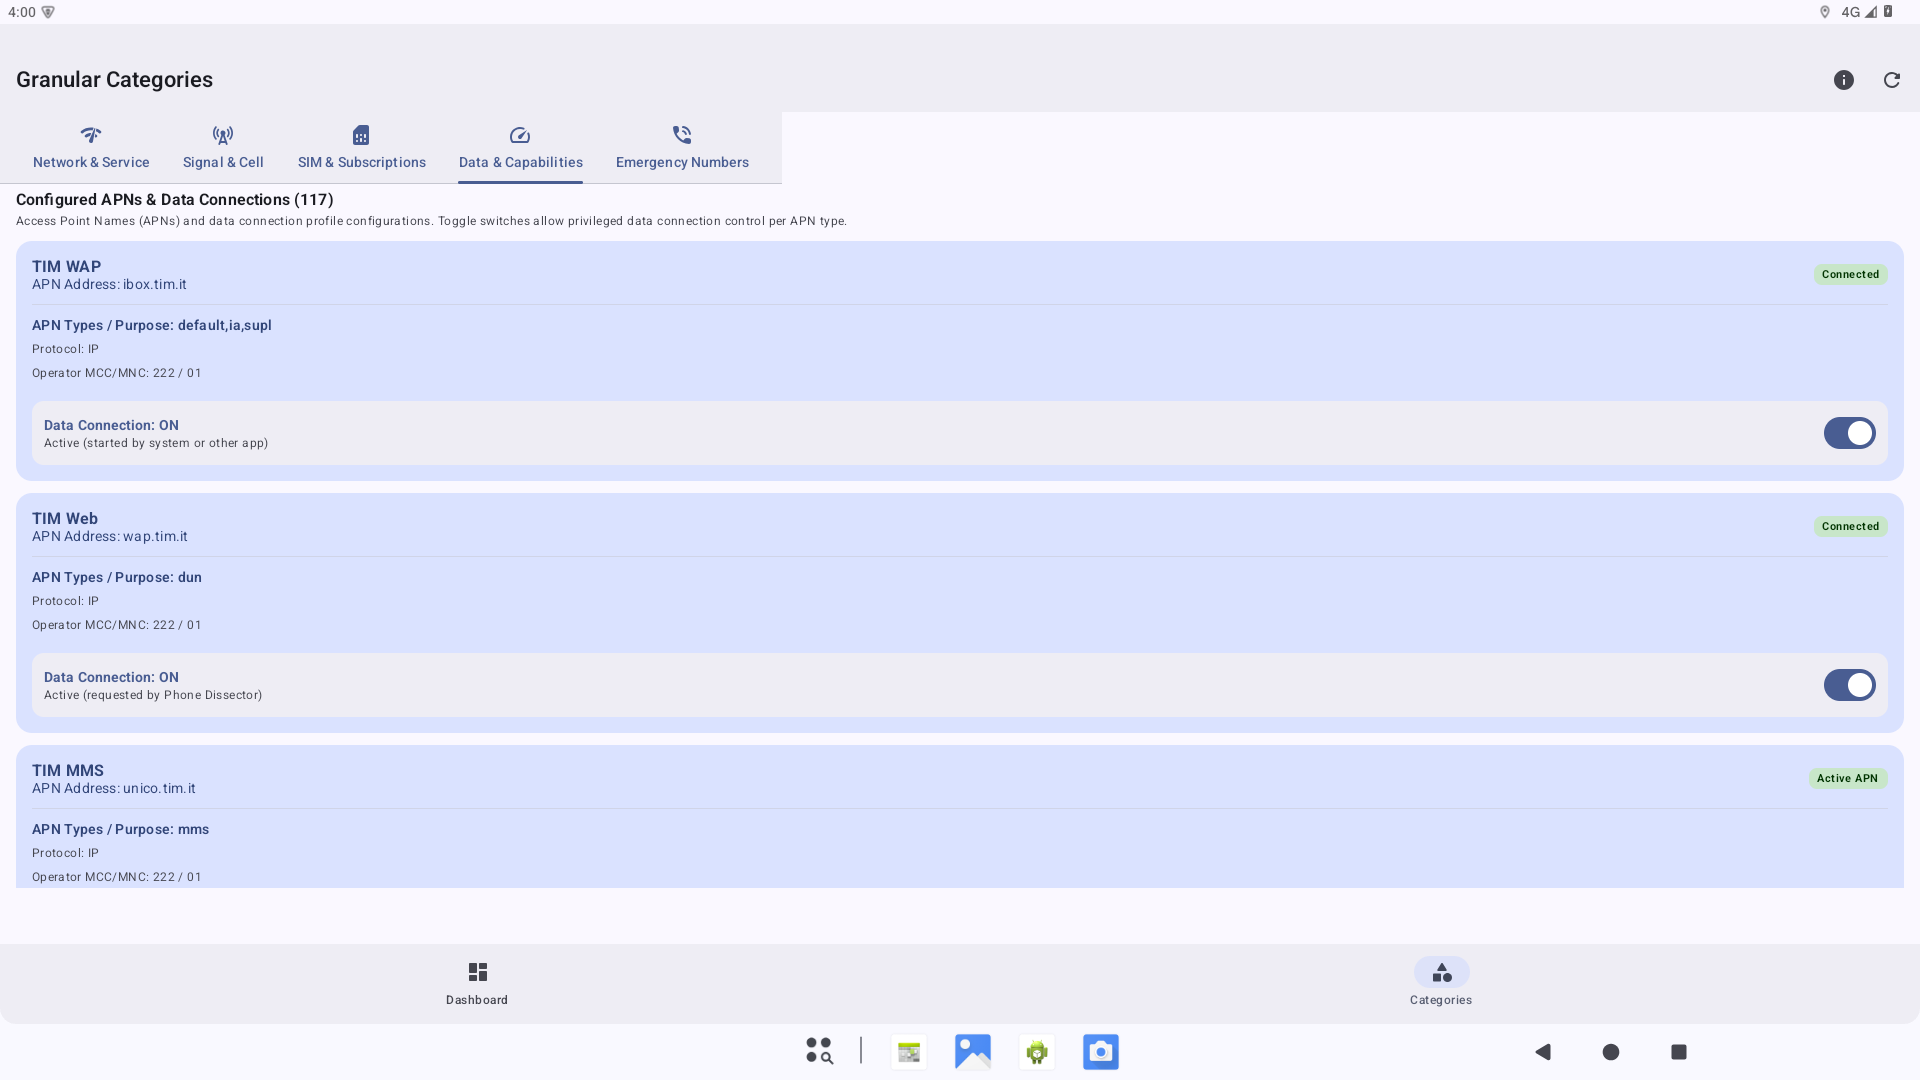 4:00
4G
Granular Categories
Network & Service
Signal & Cell
SIM & Subscriptions
Data & Capabilities
Emergency Numbers
Configured APNs & Data Connections (117)
Access Point Names (APNs) and data connection profile configurations. Toggle switches allow privileged data connection control per APN type.
TIM WAP
APN Address: ibox.tim.it
Connected
APN Types / Purpose: default,ia,supl
Protocol: IP
Operator MCC/MNC: 222 / 01
Data Connection: ON
Active (started by system or other app)
TIM Web
APN Address: wap.tim.it
Connected
APN Types / Purpose: dun
Protocol: IP
Operator MCC/MNC: 222 / 01
Data Connection: ON
Active (requested by Phone Dissector)
TIM MMS
APN Address: unico.tim.it
Active APN
APN Types / Purpose: mms
Protocol: IP
Operator MCC/MNC: 222 / 01
Dashboard
Categories